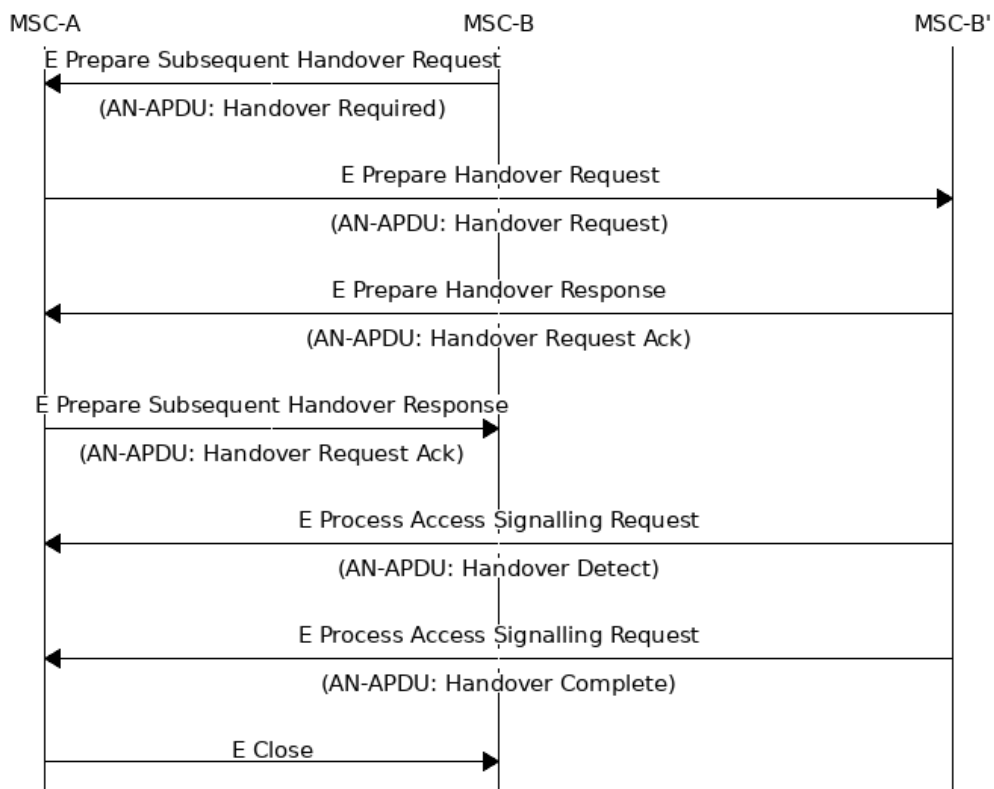 MSC-A MSC-B MSC-B'
E Prepare Subsequent Handover Request
(AN-APDU: Handover Required)
E Prepare Handover Request
(AN-APDU: Handover Request)
E Prepare Handover Response
(AN-APDU: Handover Request Ack)
E Prepare Subsequent Handover Response
(AN-APDU: Handover Request Ack)
E Process Access Signalling Request
(AN-APDU: Handover Detect)
E Process Access Signalling Request
(AN-APDU: Handover Complete)
E Close